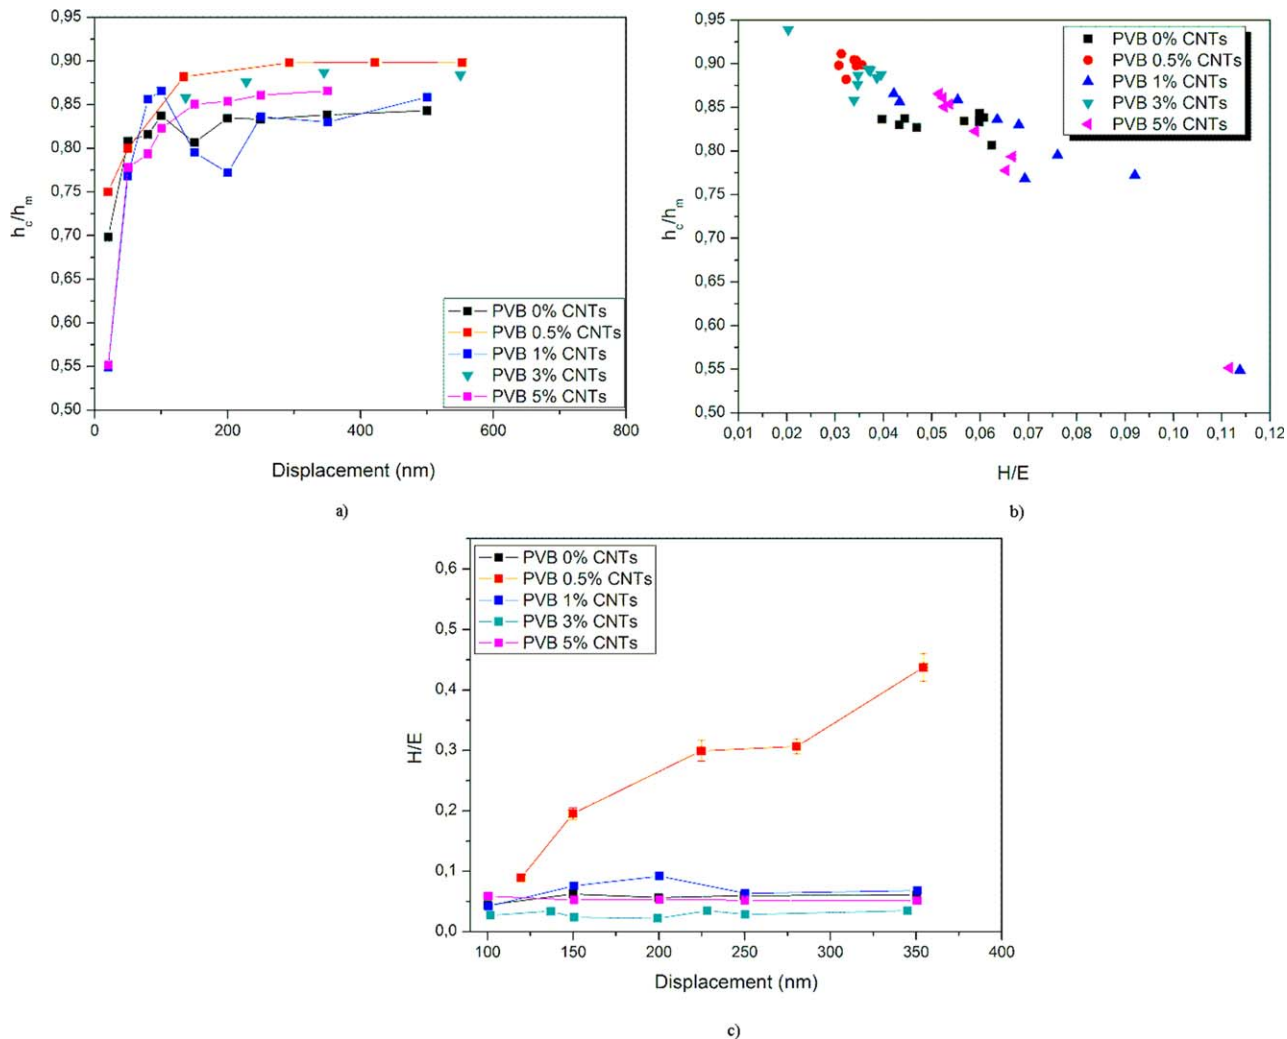 0,95
0,90
0,85
0,80
0,75
0,70
0,65
0,60
0,55
0,50
hc/hm
0
200
400
600
800
Displacement (nm)
PVB 0% CNTs
PVB 0.5% CNTs
PVB 1% CNTs
PVB 3% CNTs
PVB 5% CNTs
a)
0,95
0,90
0,85
0,80
0,75
0,70
0,65
0,60
0,55
0,50
hc/hm
0,01
0,02
0,03
0,04
0,05
0,06
0,07
0,08
0,09
0,10
0,11
0,12
H/E
PVB 0% CNTs
PVB 0.5% CNTs
PVB 1% CNTs
PVB 3% CNTs
PVB 5% CNTs
b)
0,6
0,5
0,4
0,3
0,2
0,1
0,0
H/E
PVB 0% CNTs
PVB 0.5% CNTs
PVB 1% CNTs
PVB 3% CNTs
PVB 5% CNTs
100
150
200
250
300
350
400
Displacement (nm)
c)